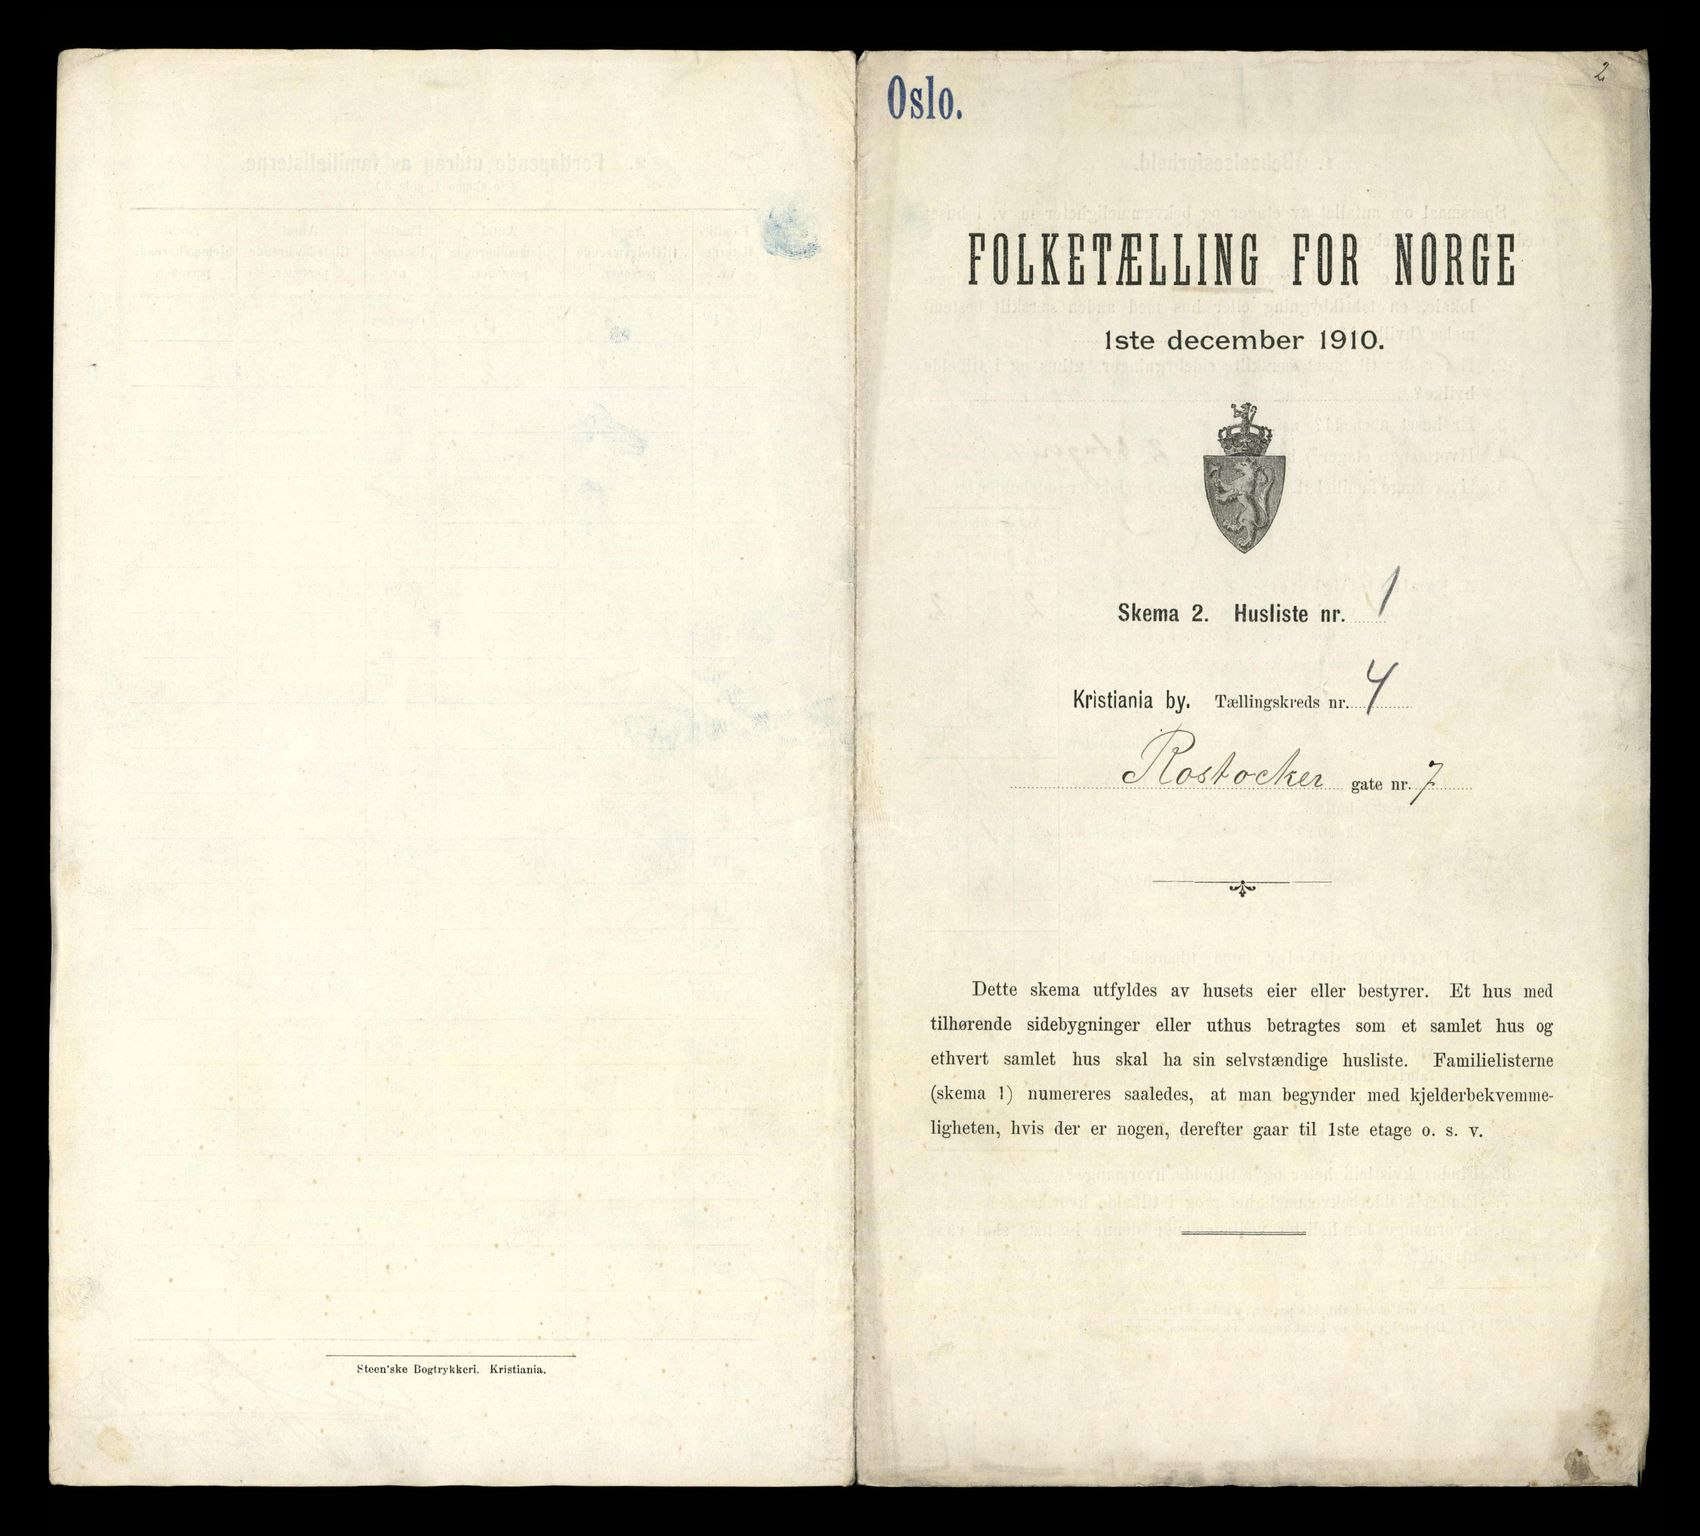 Oslo.
2
FOLKETÆLLING FOR NORGE
1ste december 1910.
Skema 2. Husliste nr. 1
Kristiania by. Tællingskreds nr. 4
Rostocker gate nr. 7
Dette skema utfyldes av husets eier eller bestyrer. Et hus med
tilhørende sidebygninger eller uthus betragtes som et samlet hus og
ethvert samlet hus skal ha sin selvstændige husliste. Familielisterne
(skema 1) numereres saaledes, at man begynder med kjelderbekvemme-
ligheten, hvis der er nogen, derefter gaar til 1ste etage o. s. v.
Steen'ske Bogtrykkeri. Kristiania.